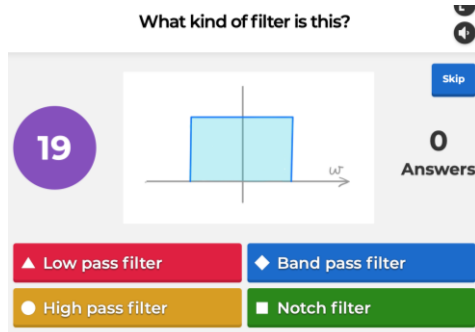 What kind of filter is this?
Skip
19
ω
0
Answers
Low pass filter
Band pass filter
High pass filter
Notch filter